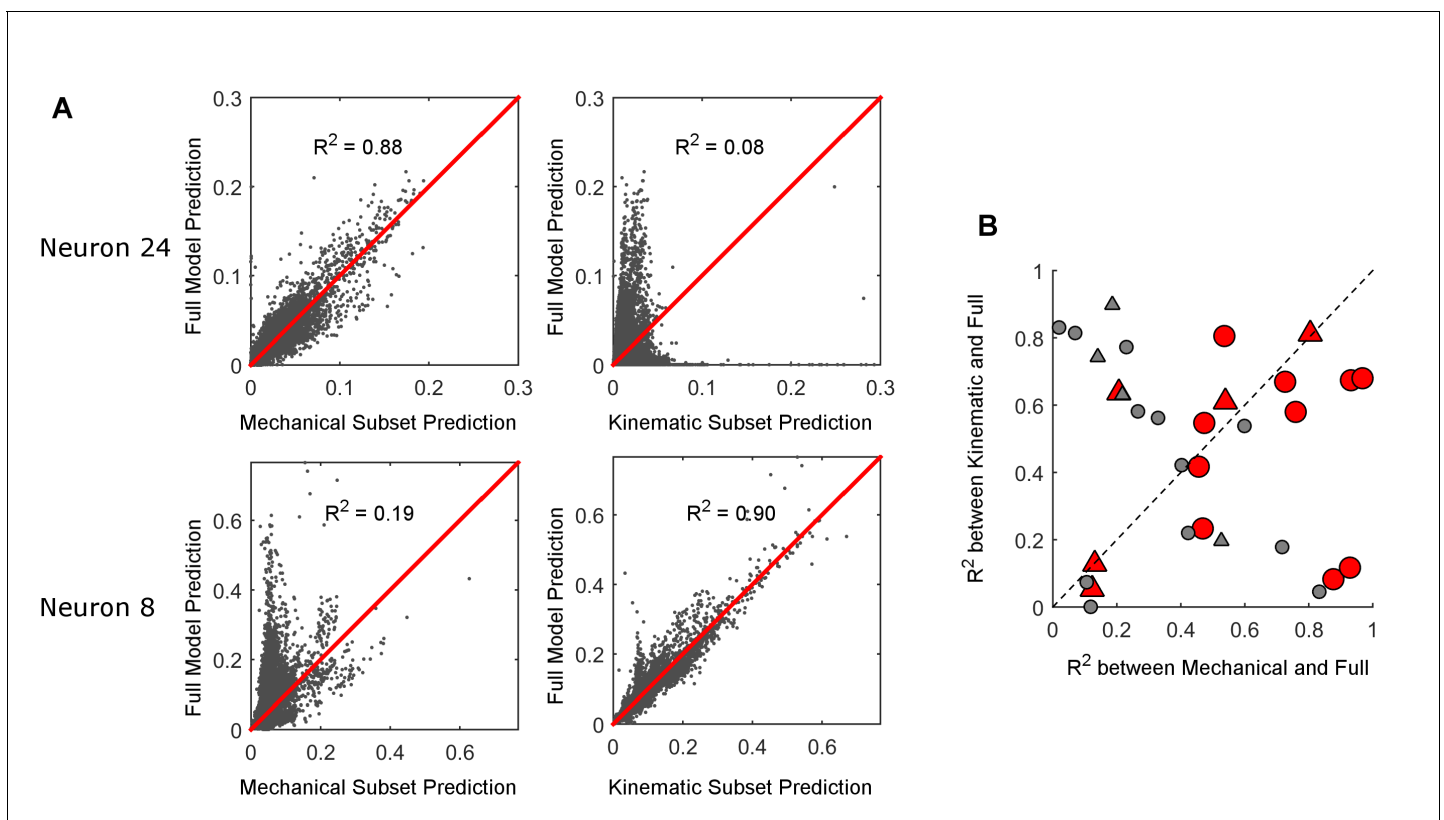 A
Neuron 24
Full Model Prediction
0.3
0.2
0.1
0
R² = 0.88
0 0.1 0.2 0.3
Mechanical Subset Prediction
Full Model Prediction
0.3
0.2
0.1
0
R² = 0.08
0 0.1 0.2 0.3
Kinematic Subset Prediction
Neuron 8
Full Model Prediction
0.6
0.4
0.2
0
R² = 0.19
0 0.2 0.4 0.6
Mechanical Subset Prediction
Full Model Prediction
0.6
0.4
0.2
0
R² = 0.90
0 0.2 0.4 0.6
Kinematic Subset Prediction
B
R² between Kinematic and Full
1
0.8
0.6
0.4
0.2
0
0 0.2 0.4 0.6 0.8 1
R² between Mechanical and Full